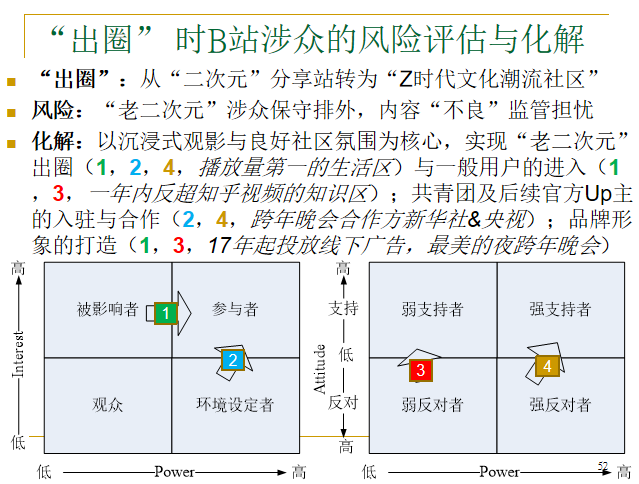 “出圈” 时B站涉众的风险评估与化解
“出圈”：从“二次元”分享站转为“Z时代文化潮流社区”
风险：“老二次元”涉众保守排外，内容“不良”监管担忧
化解：以沉浸式观影与良好社区氛围为核心，实现“老二次元”
出圈（1，2，4，播放量第一的生活区）与一般用户的进入（1
，3，一年内反超知乎视频的知识区）；共青团及后续官方Up主
的入驻与合作（2，4，跨年晚会合作方新华社&央视）；品牌形
象的打造（1，3，17年起投放线下广告，最美的夜跨年晚会）
高
Interest
低
被影响者
1
参与者
2
观众
环境设定者
低
Power
高
高
支持
低
Attitude
反对
高
弱支持者
强支持者
3
4
弱反对者
强反对者
低
Power
高
52